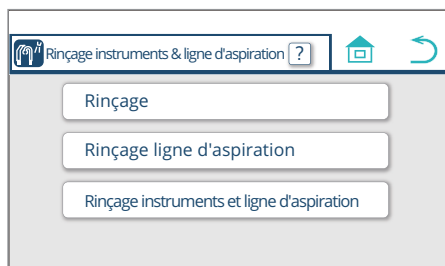 Rinçage instruments & ligne d'aspiration ?
Rinçage
Rinçage ligne d'aspiration
Rinçage instruments et ligne d'aspiration